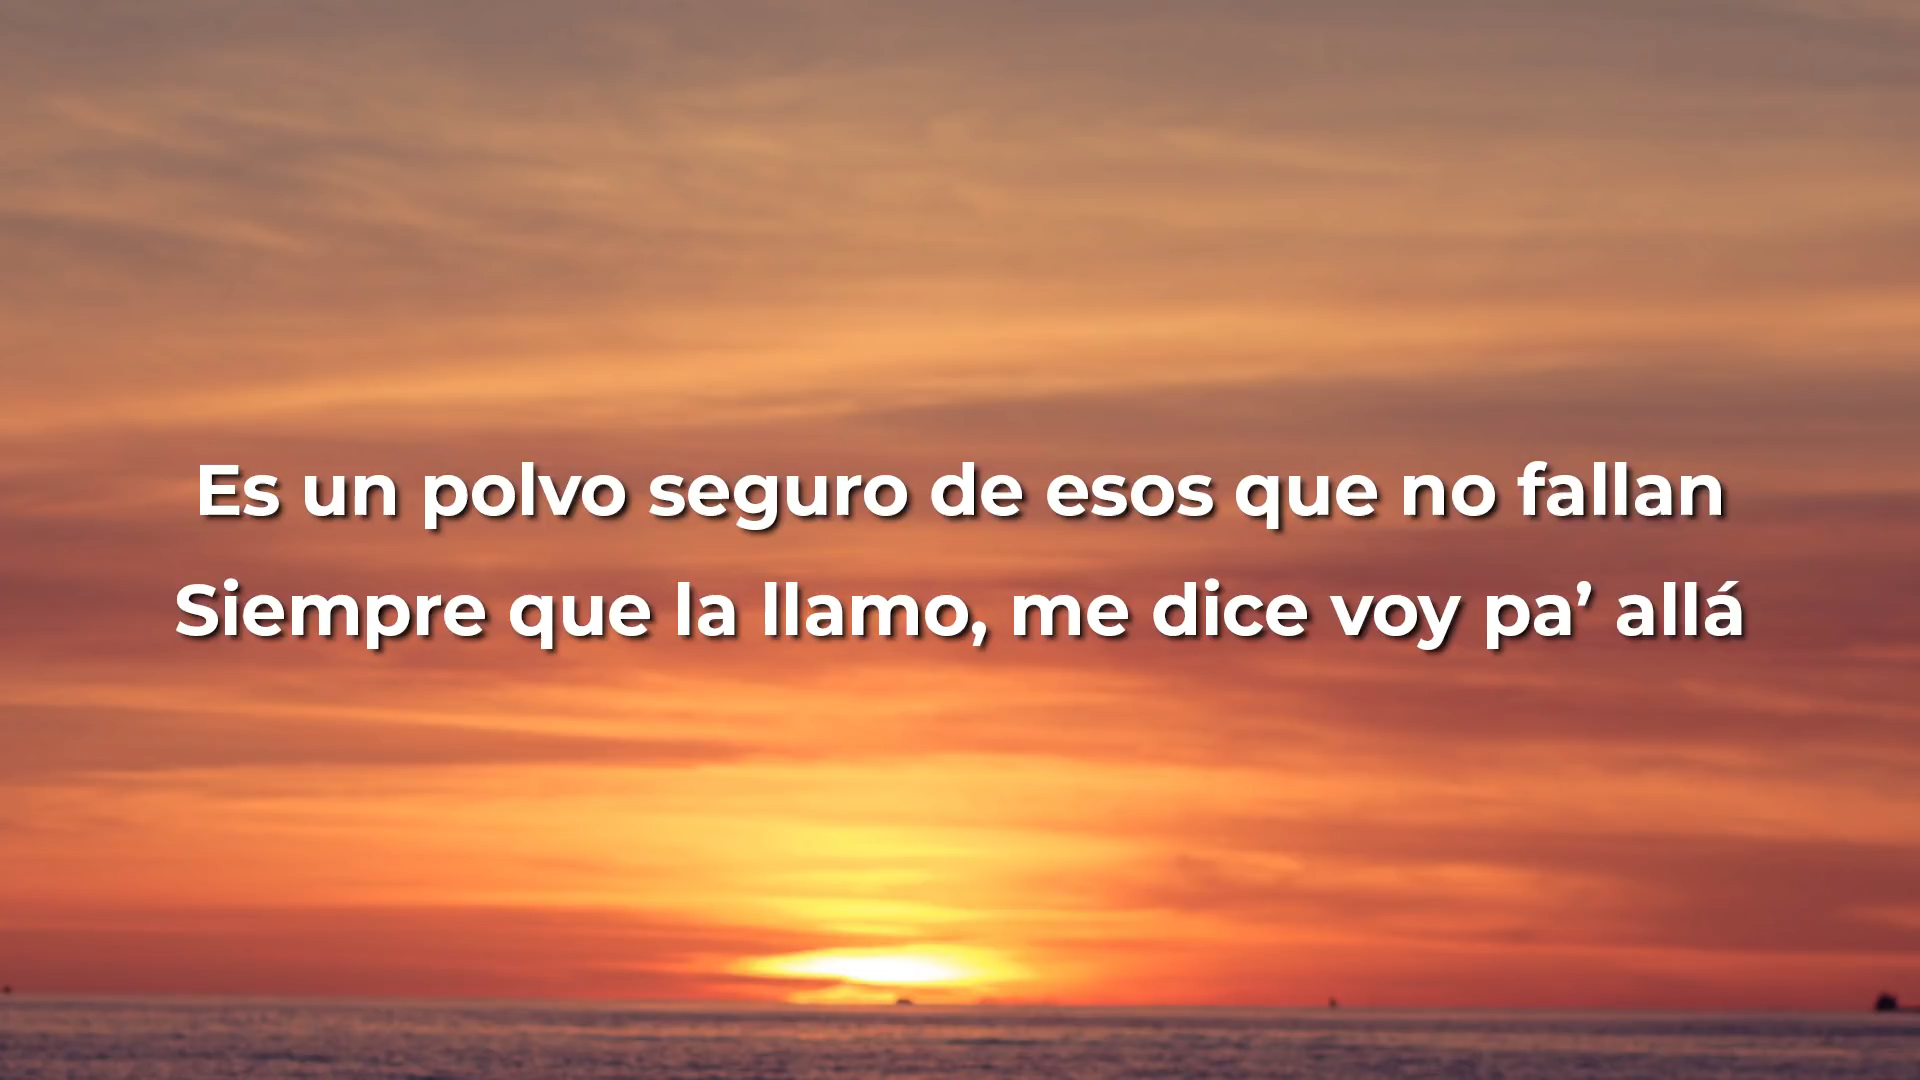 Es un polvo seguro de esos que no fallan
Siempre que la llamo, me dice voy pa’ allá